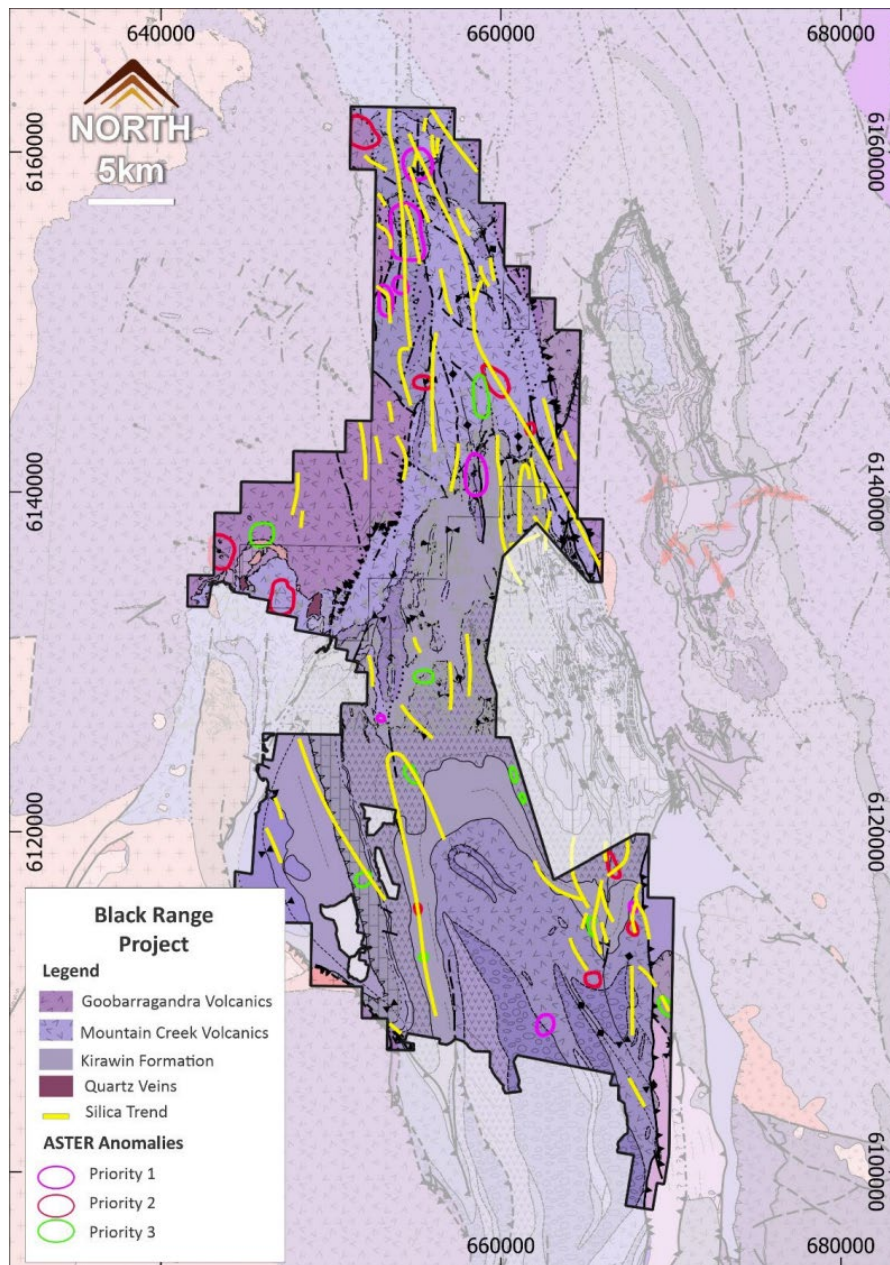 640000
660000
680000
NORTH
5km
6160000
6160000
6140000
6140000
6120000
6120000
6100000
660000
680000
Black Range
Project
Legend
Goobarragandra Volcanics
Mountain Creek Volcanics
Kirawin Formation
Quartz Veins
Silica Trend
ASTER Anomalies
Priority 1
Priority 2
Priority 3